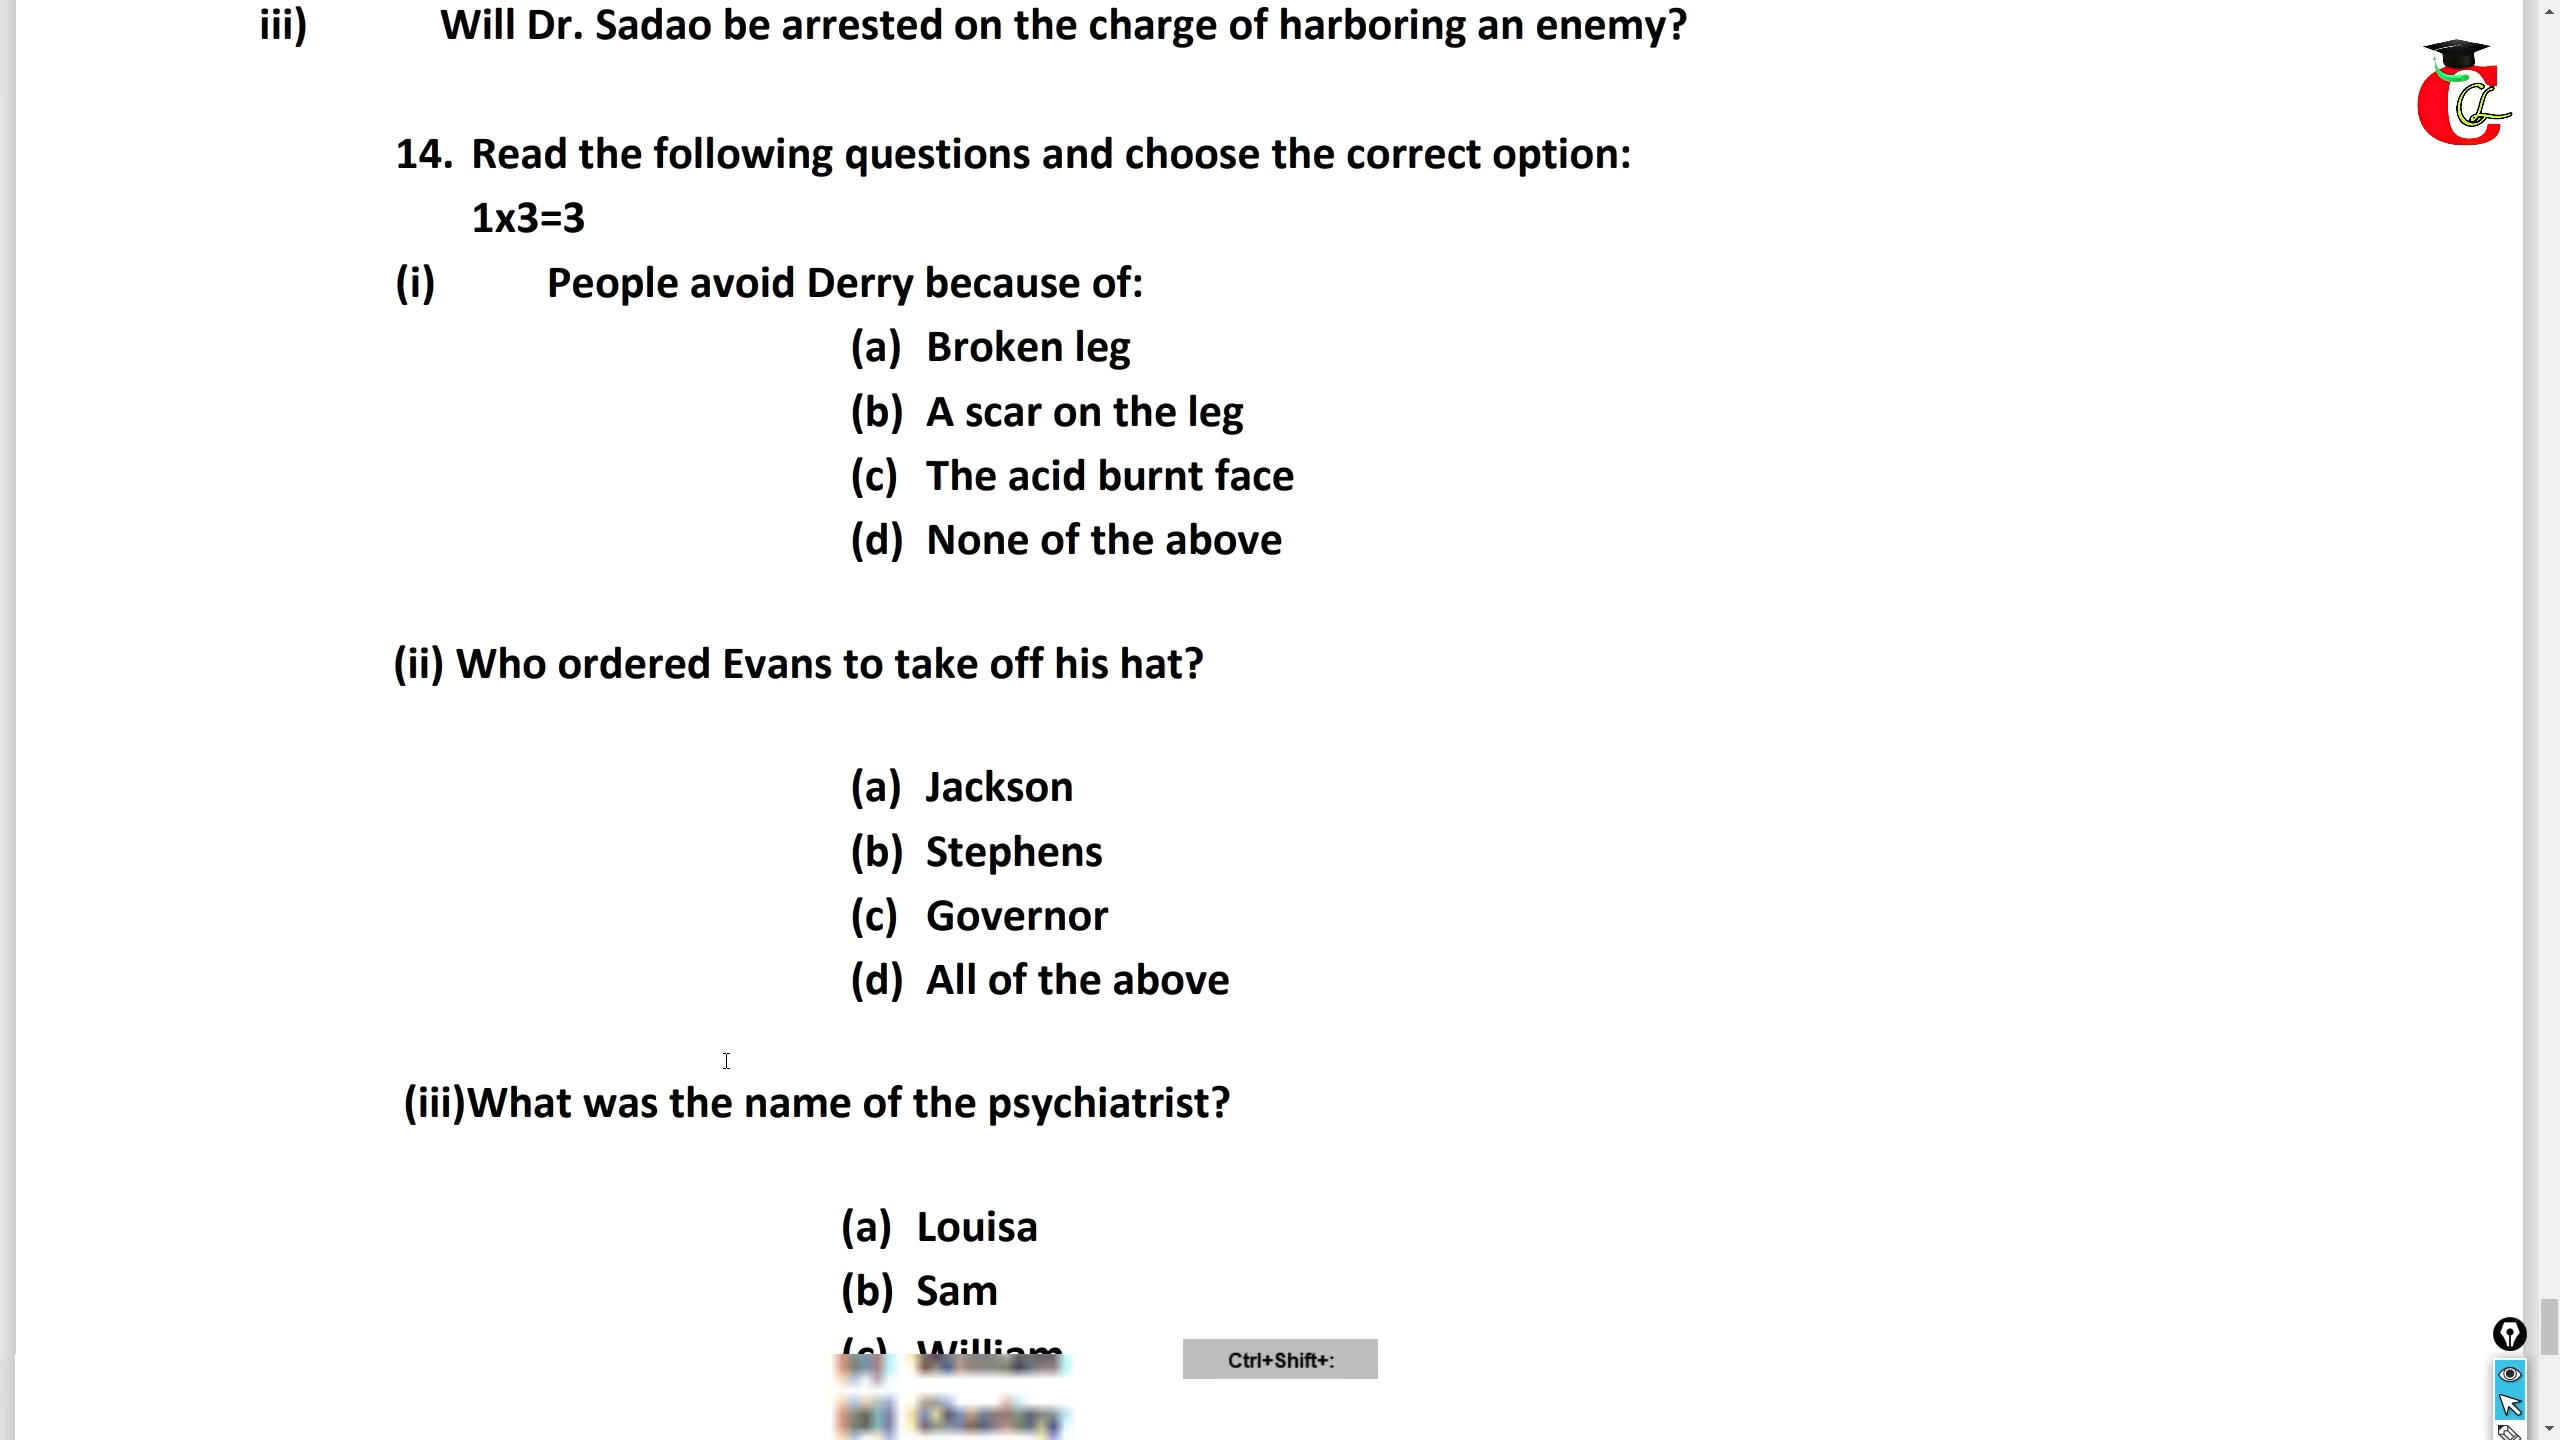 iii) Will Dr. Sadao be arrested on the charge of harboring an enemy?
14. Read the following questions and choose the correct option:
1x3=3
(i) People avoid Derry because of:
(a) Broken leg
(b) A scar on the leg
(c) The acid burnt face
(d) None of the above
(ii) Who ordered Evans to take off his hat?
(a) Jackson
(b) Stephens
(c) Governor
(d) All of the above
(iii)What was the name of the psychiatrist?
(a) Louisa
(b) Sam
(c) William
Ctrl+Shift+: